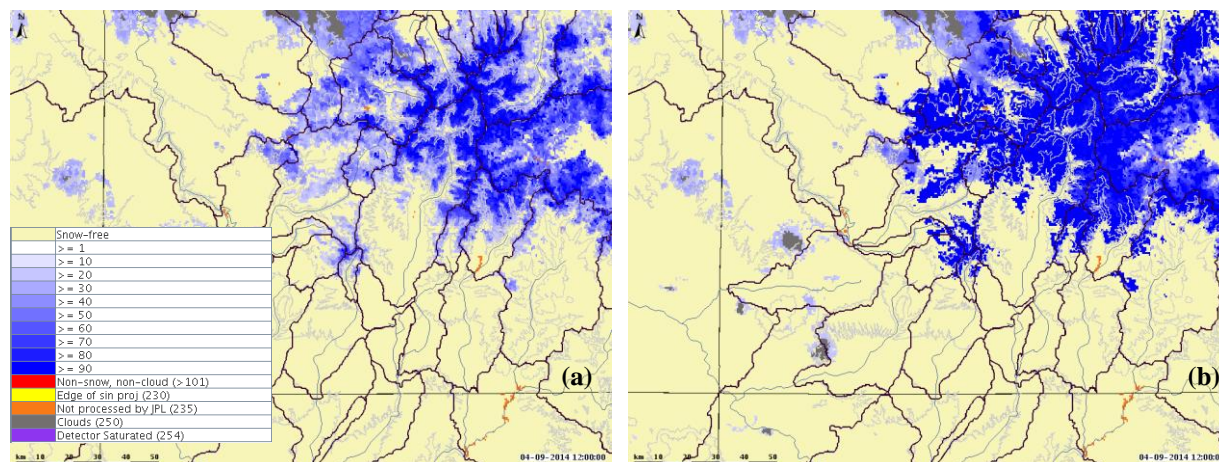 N
N
Snow-free
>= 1
>= 10
>= 20
>= 30
>= 40
>= 50
>= 60
>= 70
>= 80
>= 90
Non-snow, non-cloud (>101)
Edge of sin proj (230)
Not processed by JPL (235)
Clouds (250)
Detector Saturated (254)
(a)
(b)
km 10 20 30 40 50
04-09-2014 12:00:00
km 10 20 30 40 50
04-09-2014 12:00:00